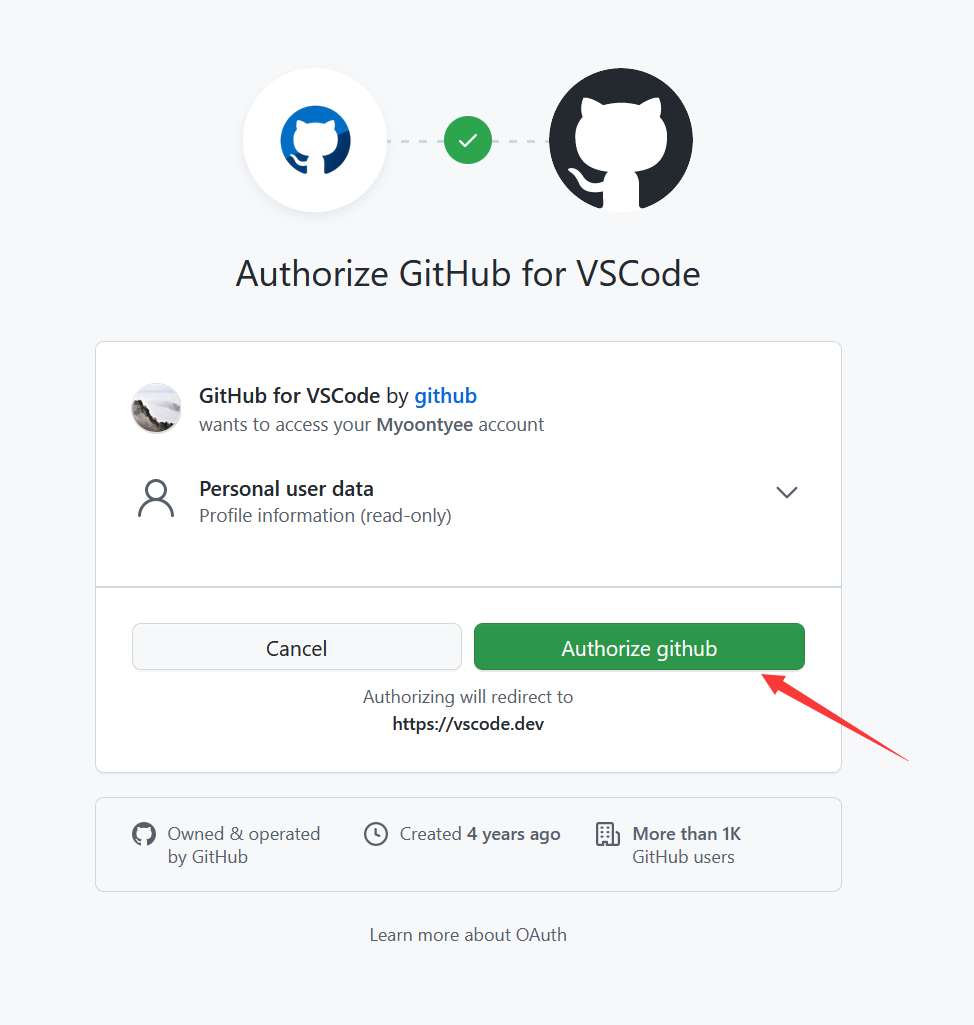 Authorize GitHub for VSCode
GitHub for VSCode by github
wants to access your Myoontyee account
Personal user data
Profile information (read-only)
Cancel
Authorize github
Authorizing will redirect to
https://vscode.dev
Owned & operated
by GitHub
Created 4 years ago
More than 1K
GitHub users
Learn more about OAuth